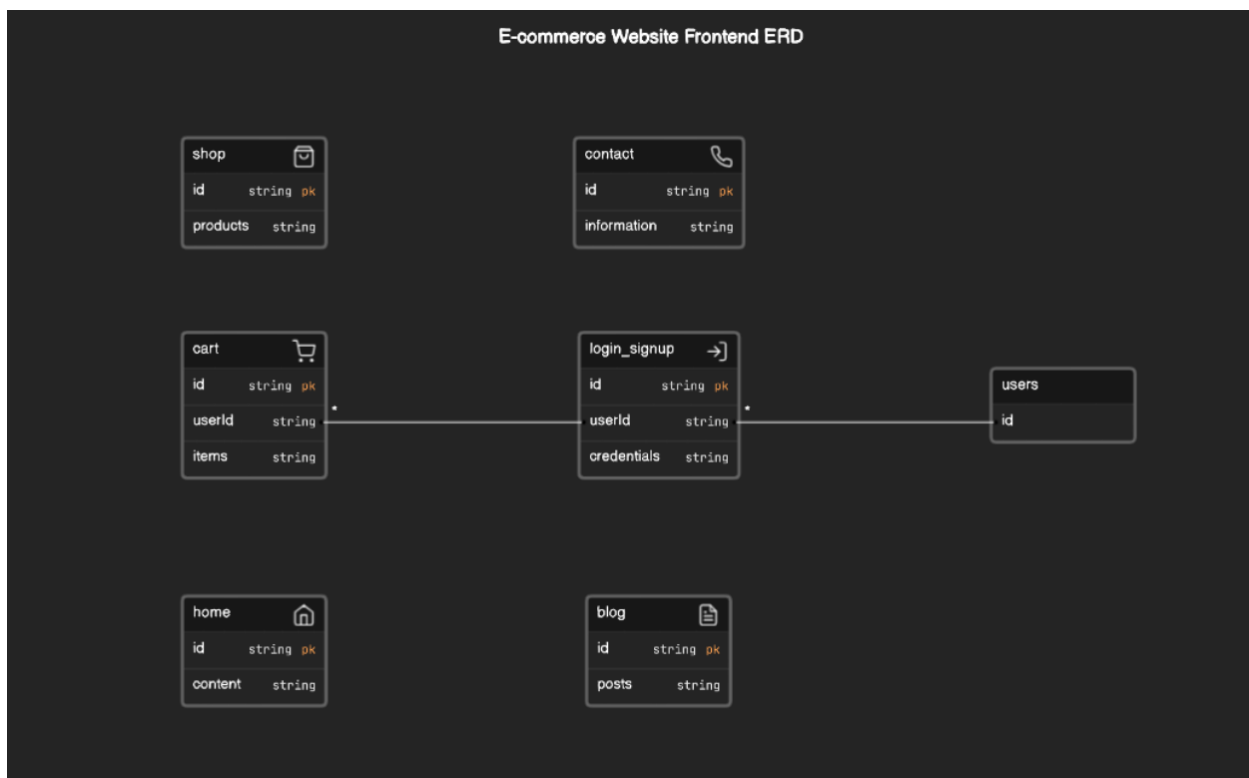 E-commerce Website Frontend ERD
shop
id string pk
products string
contact
id string pk
information string
cart
id string pk
userId string *
items string
login_signup
id string pk
userId string *
credentials string
users
id
home
id string pk
content string
blog
id string pk
posts string